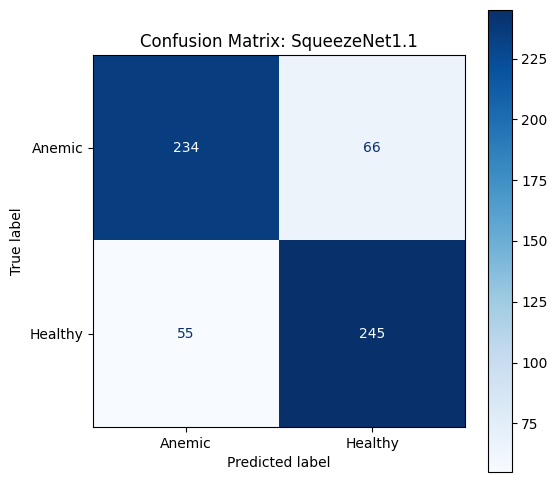 Confusion Matrix: SqueezeNet1.1
True label
Anemic
234
66
Healthy
55
245
Anemic
Healthy
Predicted label
225
200
175
150
125
100
75